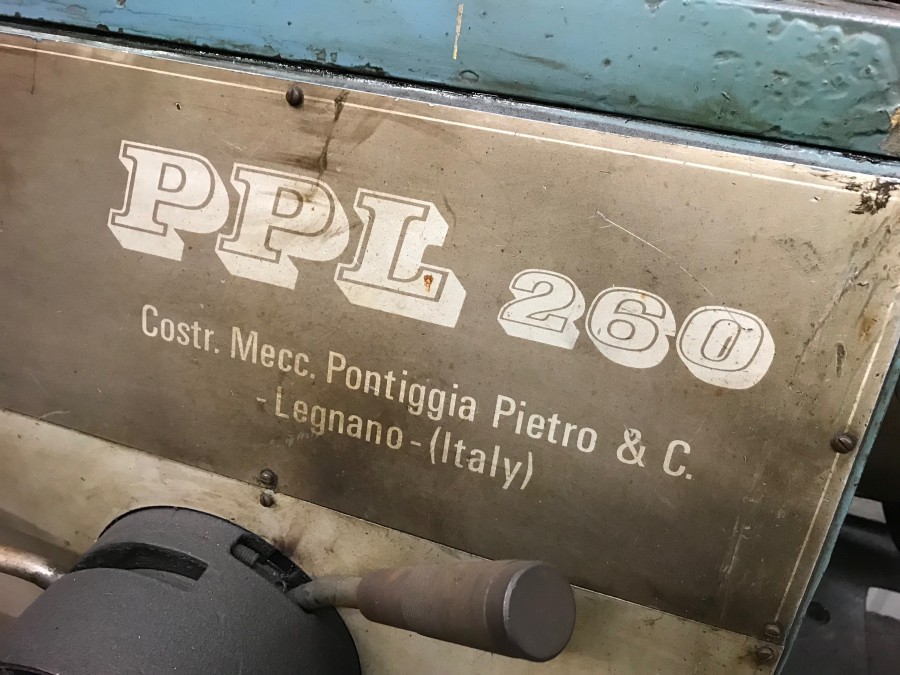 PPL 260
Costr. Mecc. Pontiggia Pietro & C.
- Legnano - (Italy)